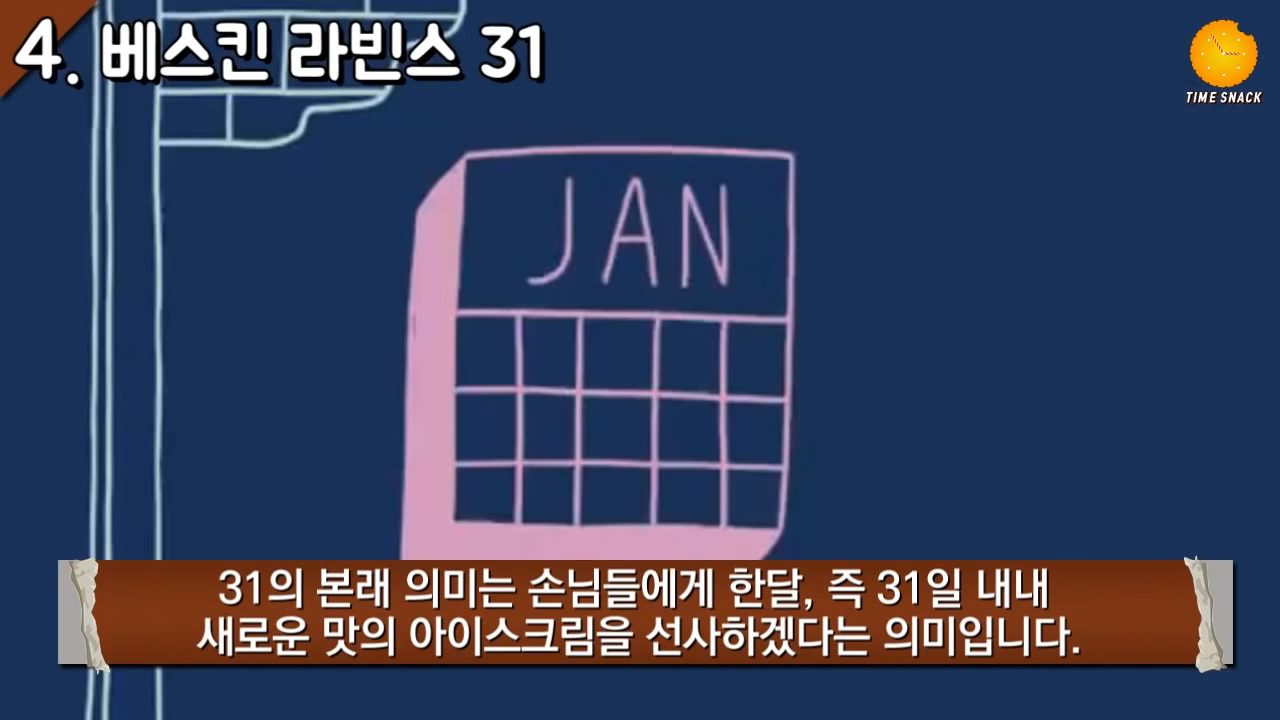 4. 베스킨 라빈스 31
TIME SNACK
JAN
31의 본래 의미는 손님들에게 한달, 즉 31일 내내
새로운 맛의 아이스크림을 선사하겠다는 의미입니다.